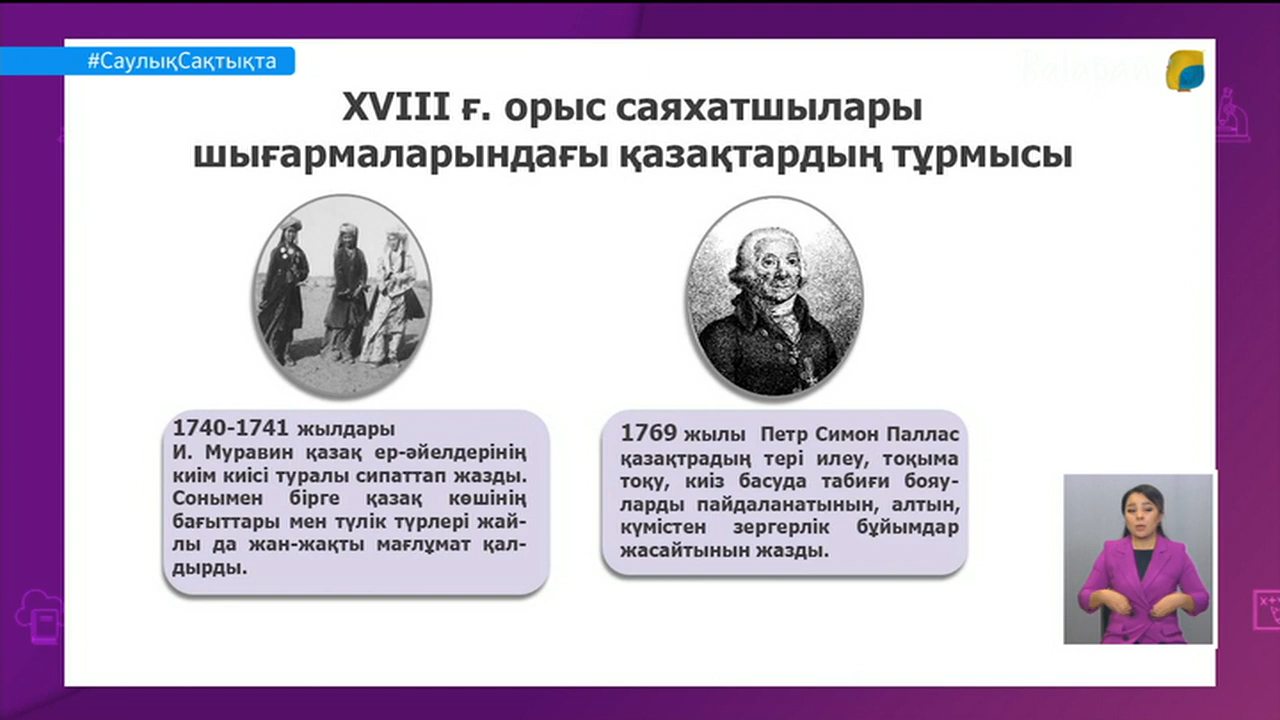 #СаулықСақтықта
Balapan
XVIII ғ. орыс саяхатшылары
шығармаларындағы қазақтардың тұрмысы
1740-1741 жылдары
И. Муравин қазақ ер-әйелдерінің
киім киісі туралы сипаттап жазды.
Сонымен бірге қазақ көшінің
бағыттары мен түлік түрлері жай-
лы да жан-жақты мағлұмат қал-
дырды.
1769 жылы Петр Симон Паллас
қазақтрадың тері илеу, тоқыма
тоқу, киіз басуда табиғи бояу-
ларды пайдаланатынын, алтын,
күмістен зергерлік бұйымдар
жасайтынын жазды.